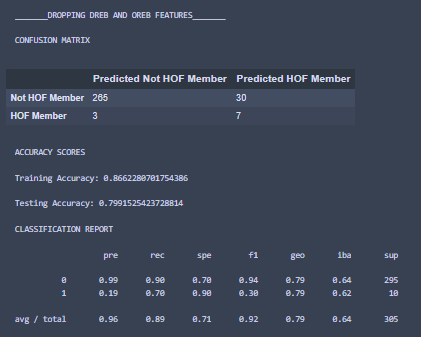 _______DROPPING DREB AND OREB FEATURES_______
CONFUSION MATRIX
Predicted Not HOF Member Predicted HOF Member
Not HOF Member 265 30
HOF Member 3 7
ACCURACY SCORES
Training Accuracy: 0.8662280701754386
Testing Accuracy: 0.7991525423728814
CLASSIFICATION REPORT
pre rec spe f1 geo iba sup
0 0.99 0.90 0.70 0.94 0.79 0.64 295
1 0.19 0.70 0.90 0.30 0.79 0.62 10
avg / total 0.96 0.89 0.71 0.92 0.79 0.64 305